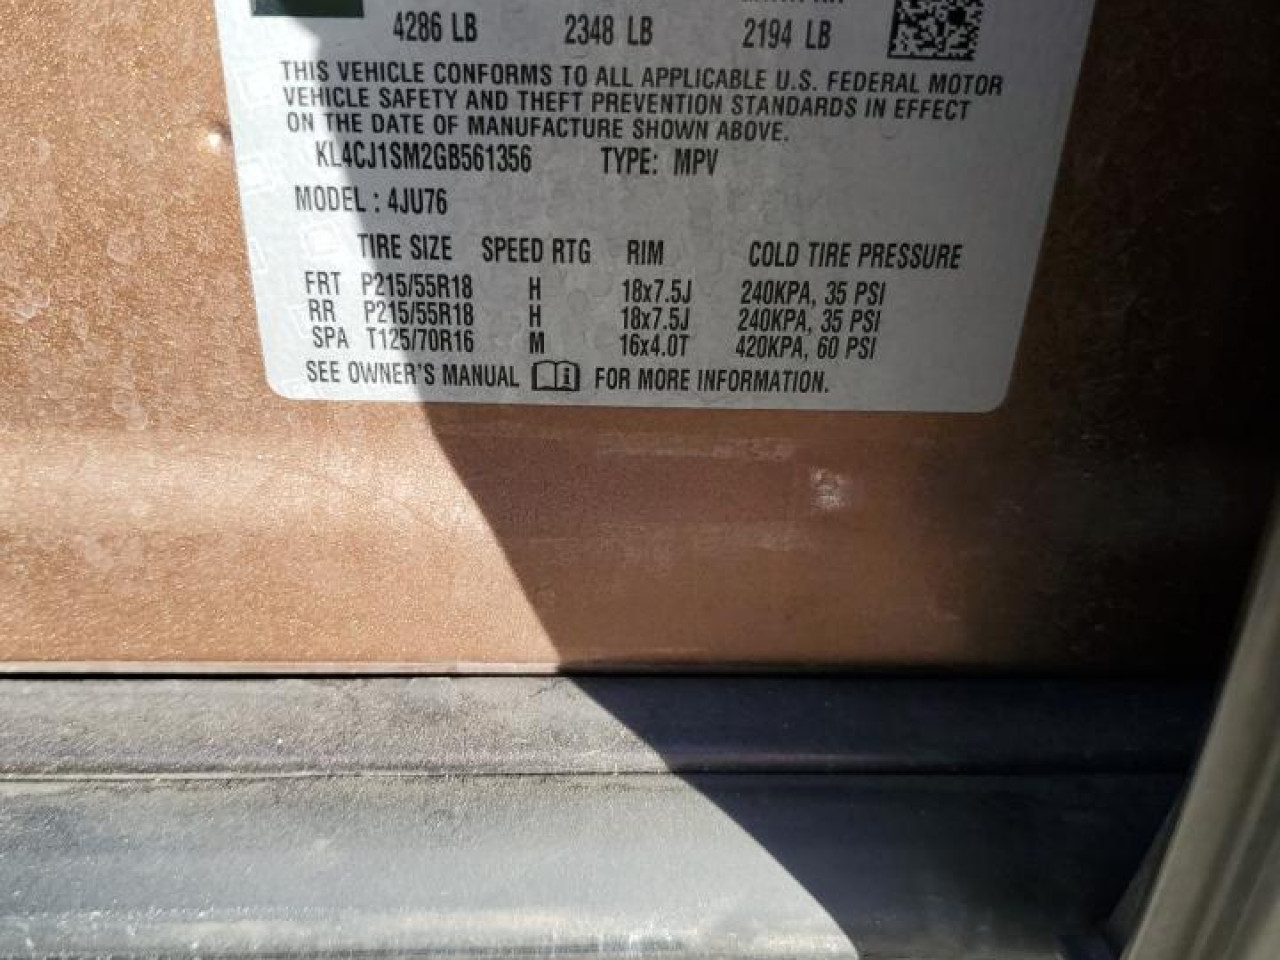 4286 LB 2348 LB 2194 LB
THIS VEHICLE CONFORMS TO ALL APPLICABLE U.S. FEDERAL MOTOR
VEHICLE SAFETY AND THEFT PREVENTION STANDARDS IN EFFECT
ON THE DATE OF MANUFACTURE SHOWN ABOVE.
KL4CJ1SM2GB561356 TYPE: MPV
MODEL : 4JU76
TIRE SIZE SPEED RTG RIM COLD TIRE PRESSURE
FRT P215/55R18 H 18x7.5J 240KPA, 35 PSI
RR P215/55R18 H 18x7.5J 240KPA, 35 PSI
SPA T125/70R16 M 16x4.0T 420KPA, 60 PSI
SEE OWNER'S MANUAL FOR MORE INFORMATION.